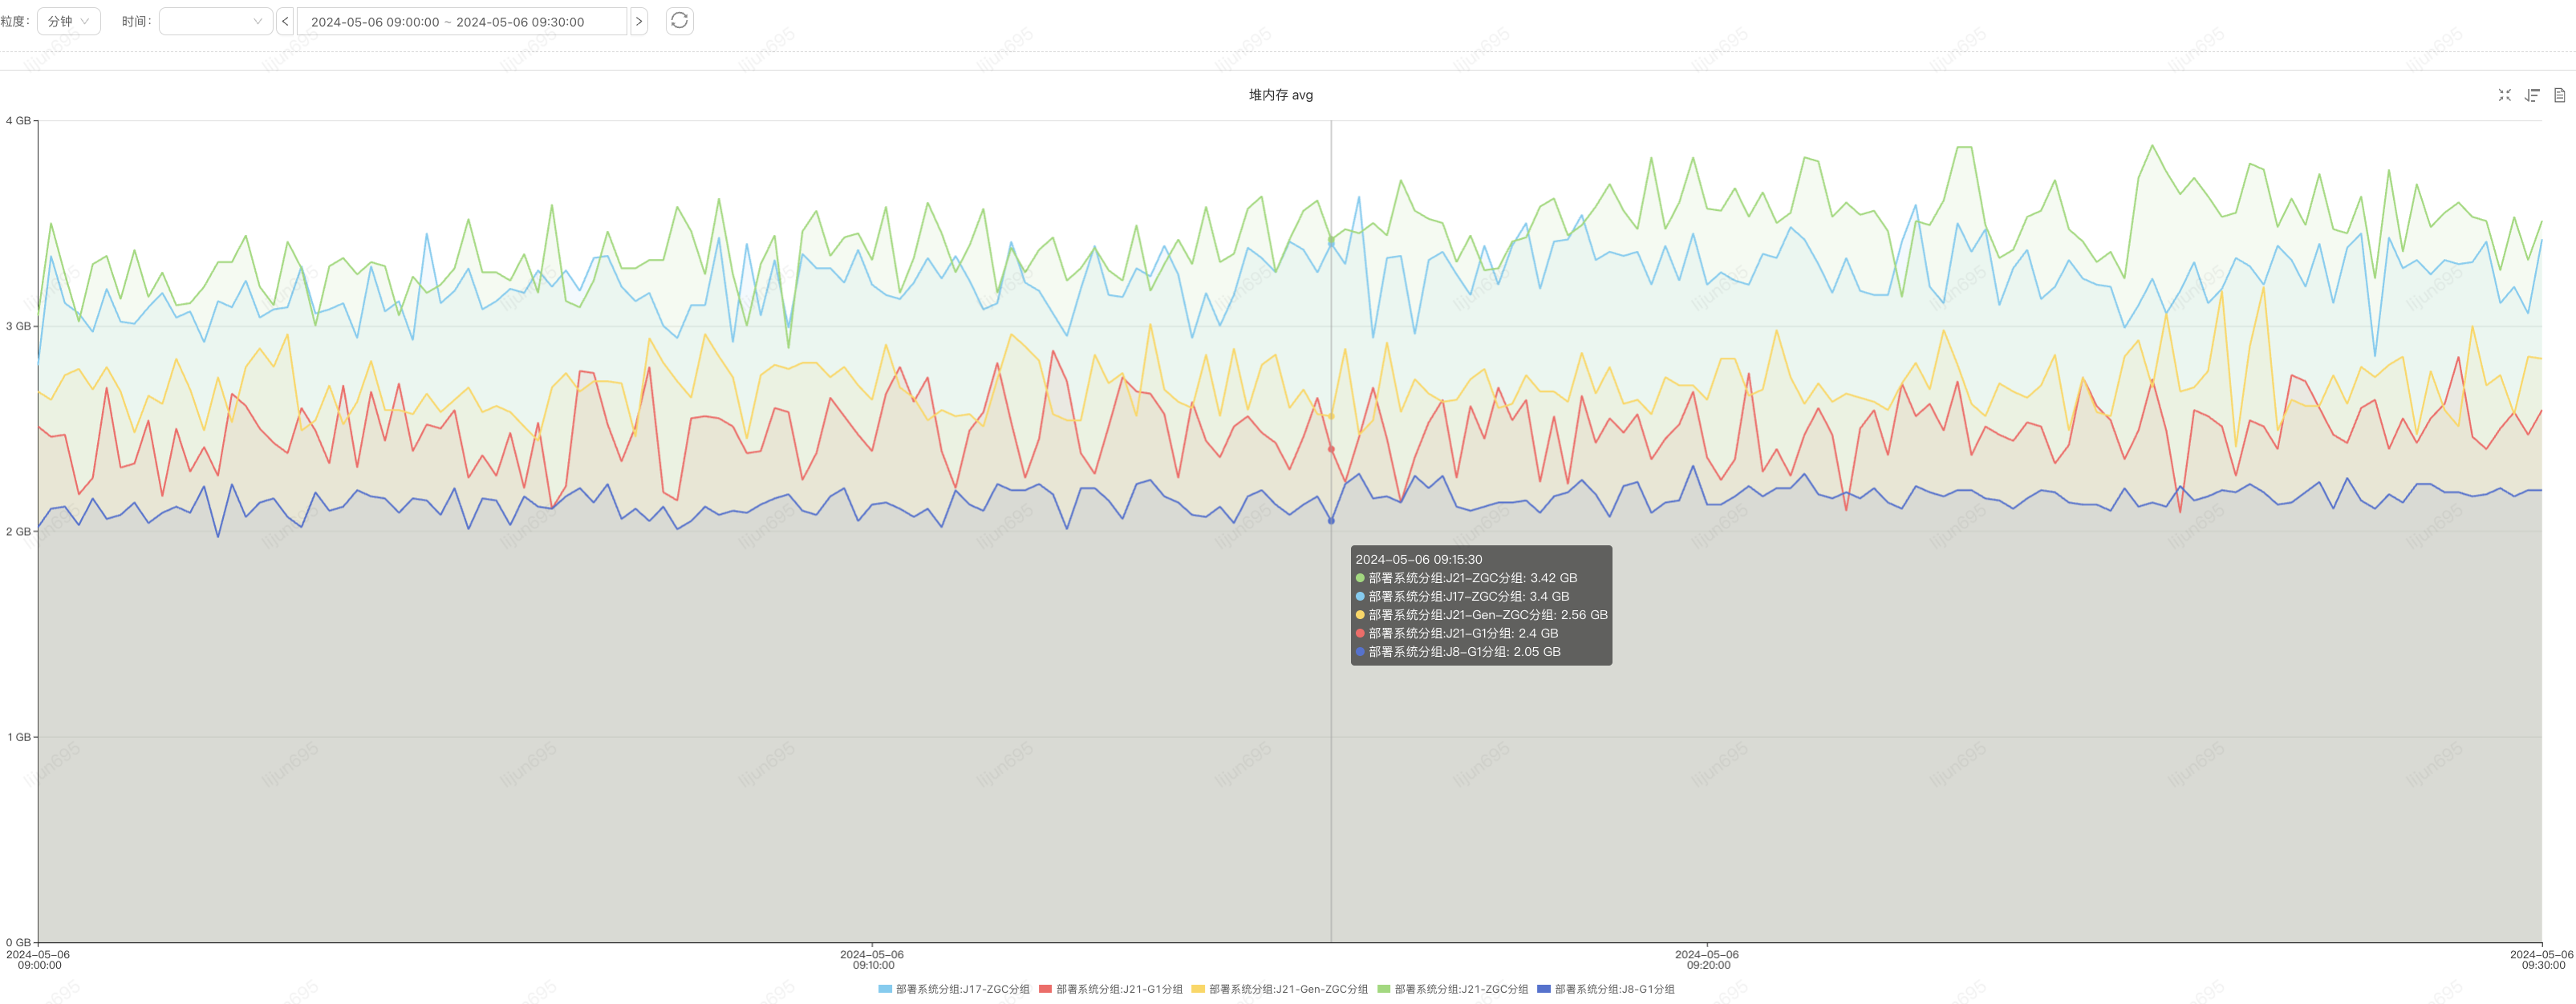 粒度: 分钟 时间: 2024-05-06 09:00:00 ~ 2024-05-06 09:30:00
堆内存 avg
4 GB
3 GB
2 GB
1 GB
0 GB
2024-05-06 09:15:30
部署系统分组:J21-ZGC分组: 3.42 GB
部署系统分组:J17-ZGC分组: 3.4 GB
部署系统分组:J21-Gen-ZGC分组: 2.56 GB
部署系统分组:J21-G1分组: 2.4 GB
部署系统分组:J8-G1分组: 2.05 GB
2024-05-06
09:00:00
2024-05-06
09:10:00
2024-05-06
09:20:00
2024-05-06
09:30:00
部署系统分组:J17-ZGC分组 部署系统分组:J21-G1分组 部署系统分组:J21-Gen-ZGC分组 部署系统分组:J21-ZGC分组 部署系统分组:J8-G1分组